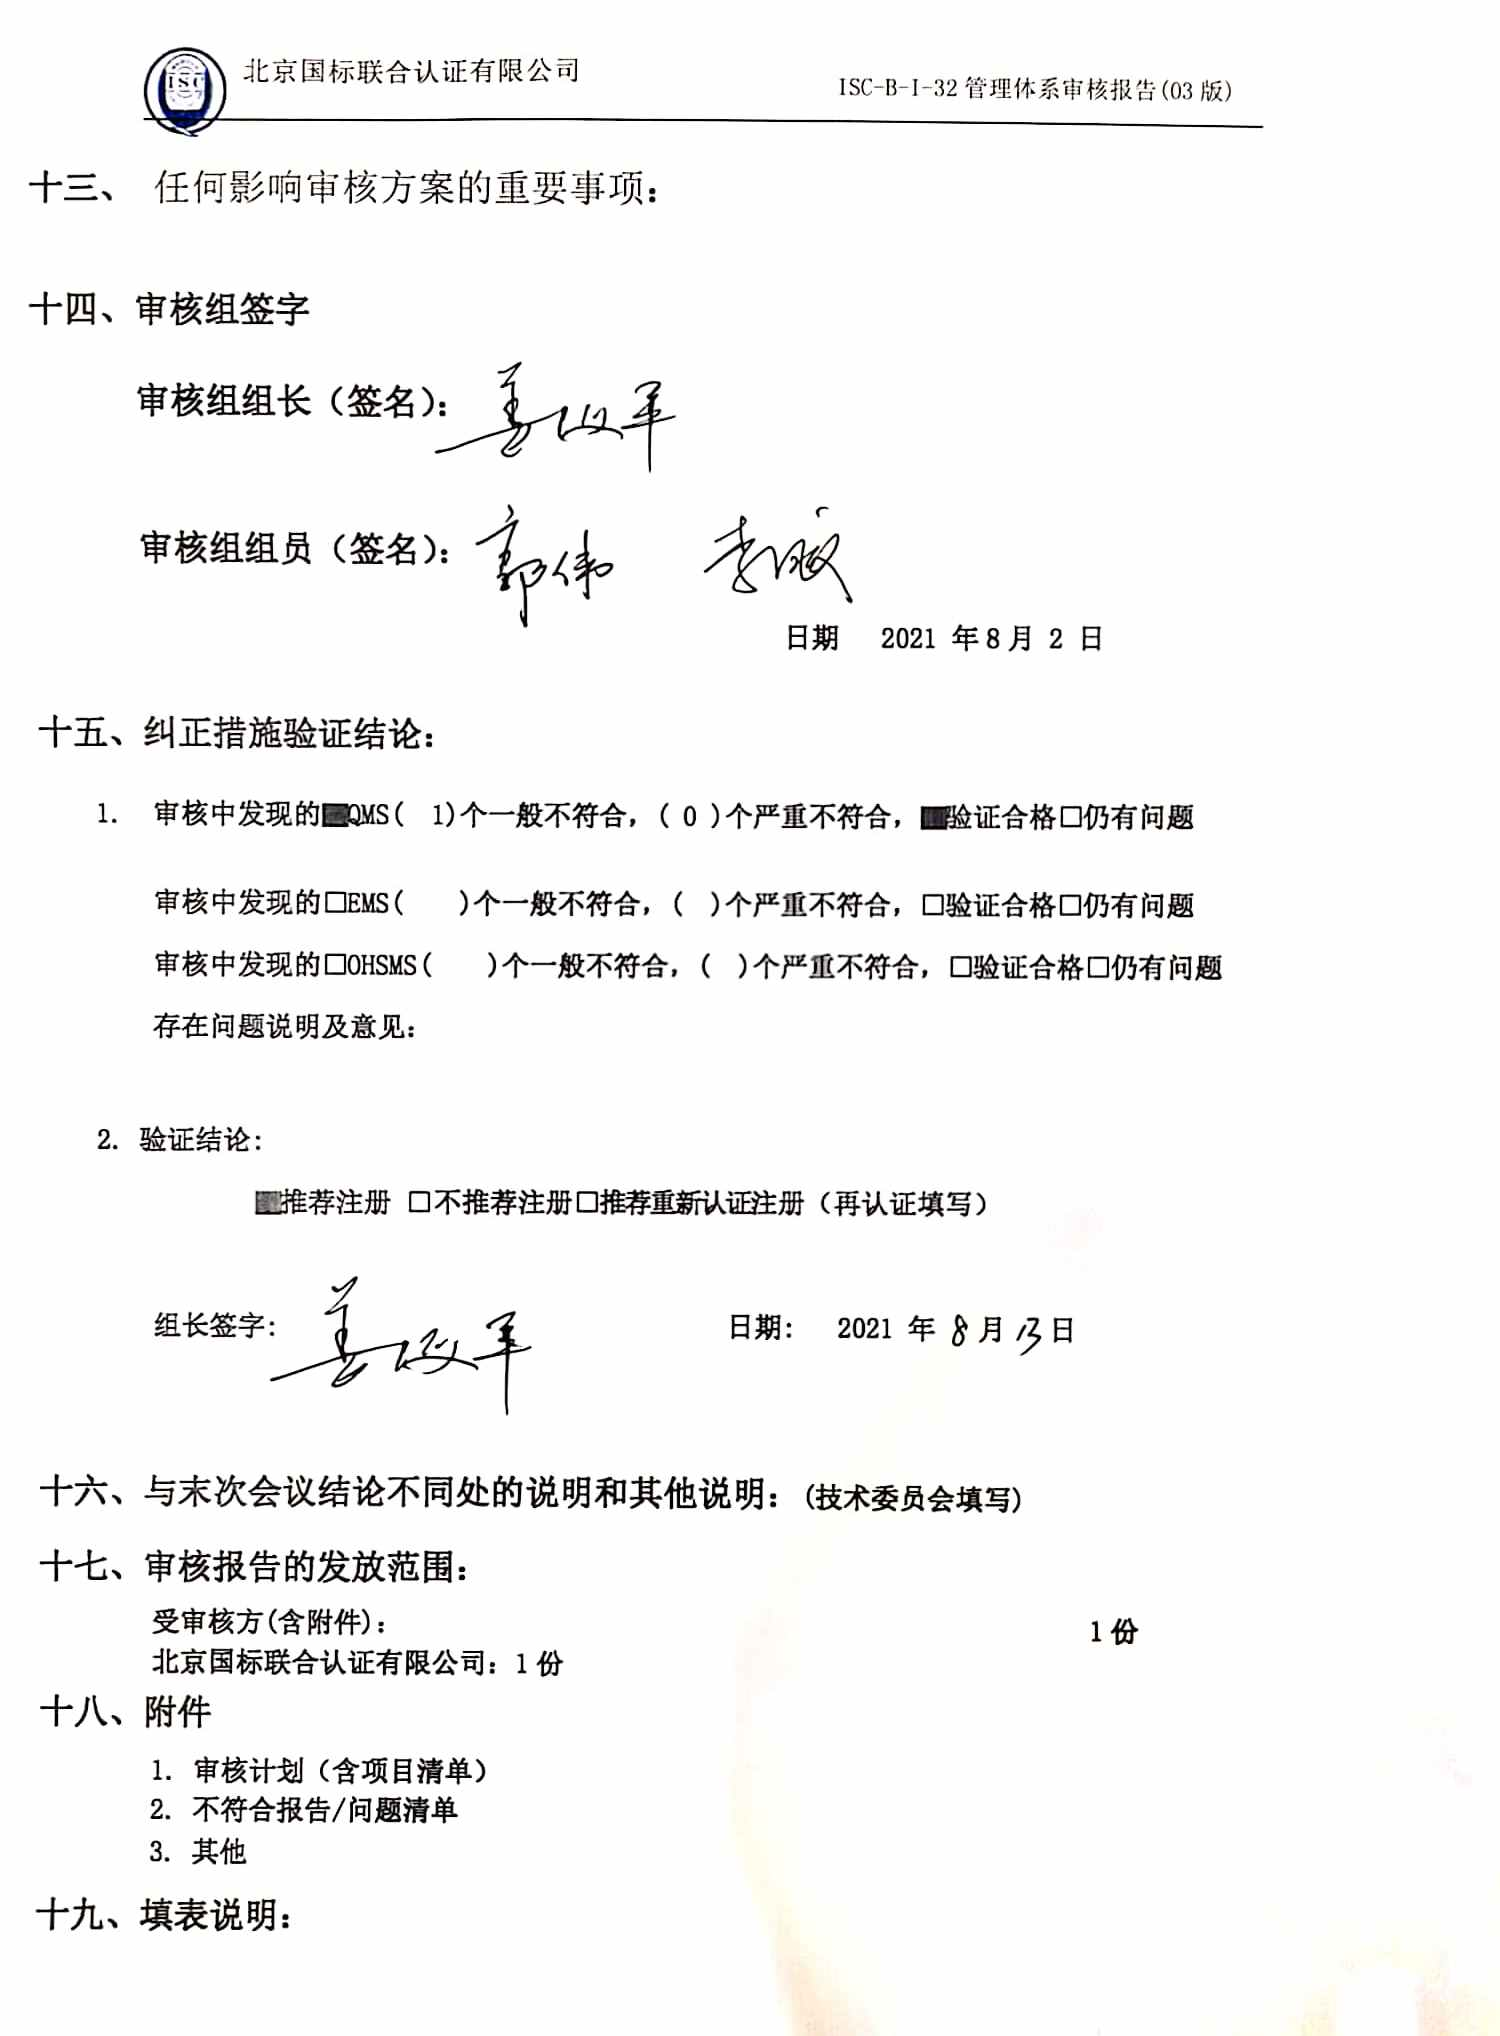 ISC
北京国标联合认证有限公司
ISC-B-I-32 管理体系审核报告(03 版)
十三、 任何影响审核方案的重要事项：
十四、审核组签字
审核组组长（签名）： 姜改军
审核组组员（签名）： 郭伟 李波
日期 2021 年 8 月 2 日
十五、纠正措施验证结论：
1. 审核中发现的■QMS( 1)个一般不符合，( 0 )个严重不符合，■验证合格□仍有问题
审核中发现的□EMS( )个一般不符合，( )个严重不符合，□验证合格□仍有问题
审核中发现的□OHSMS( )个一般不符合，( )个严重不符合，□验证合格□仍有问题
存在问题说明及意见：
2. 验证结论：
■推荐注册 □不推荐注册□推荐重新认证注册（再认证填写）
组长签字： 姜改军 日期： 2021 年 8 月 13 日
十六、与末次会议结论不同处的说明和其他说明：(技术委员会填写)
十七、审核报告的发放范围：
受审核方(含附件)： 1 份
北京国标联合认证有限公司：1 份
十八、附件
1. 审核计划（含项目清单）
2. 不符合报告/问题清单
3. 其他
十九、填表说明：